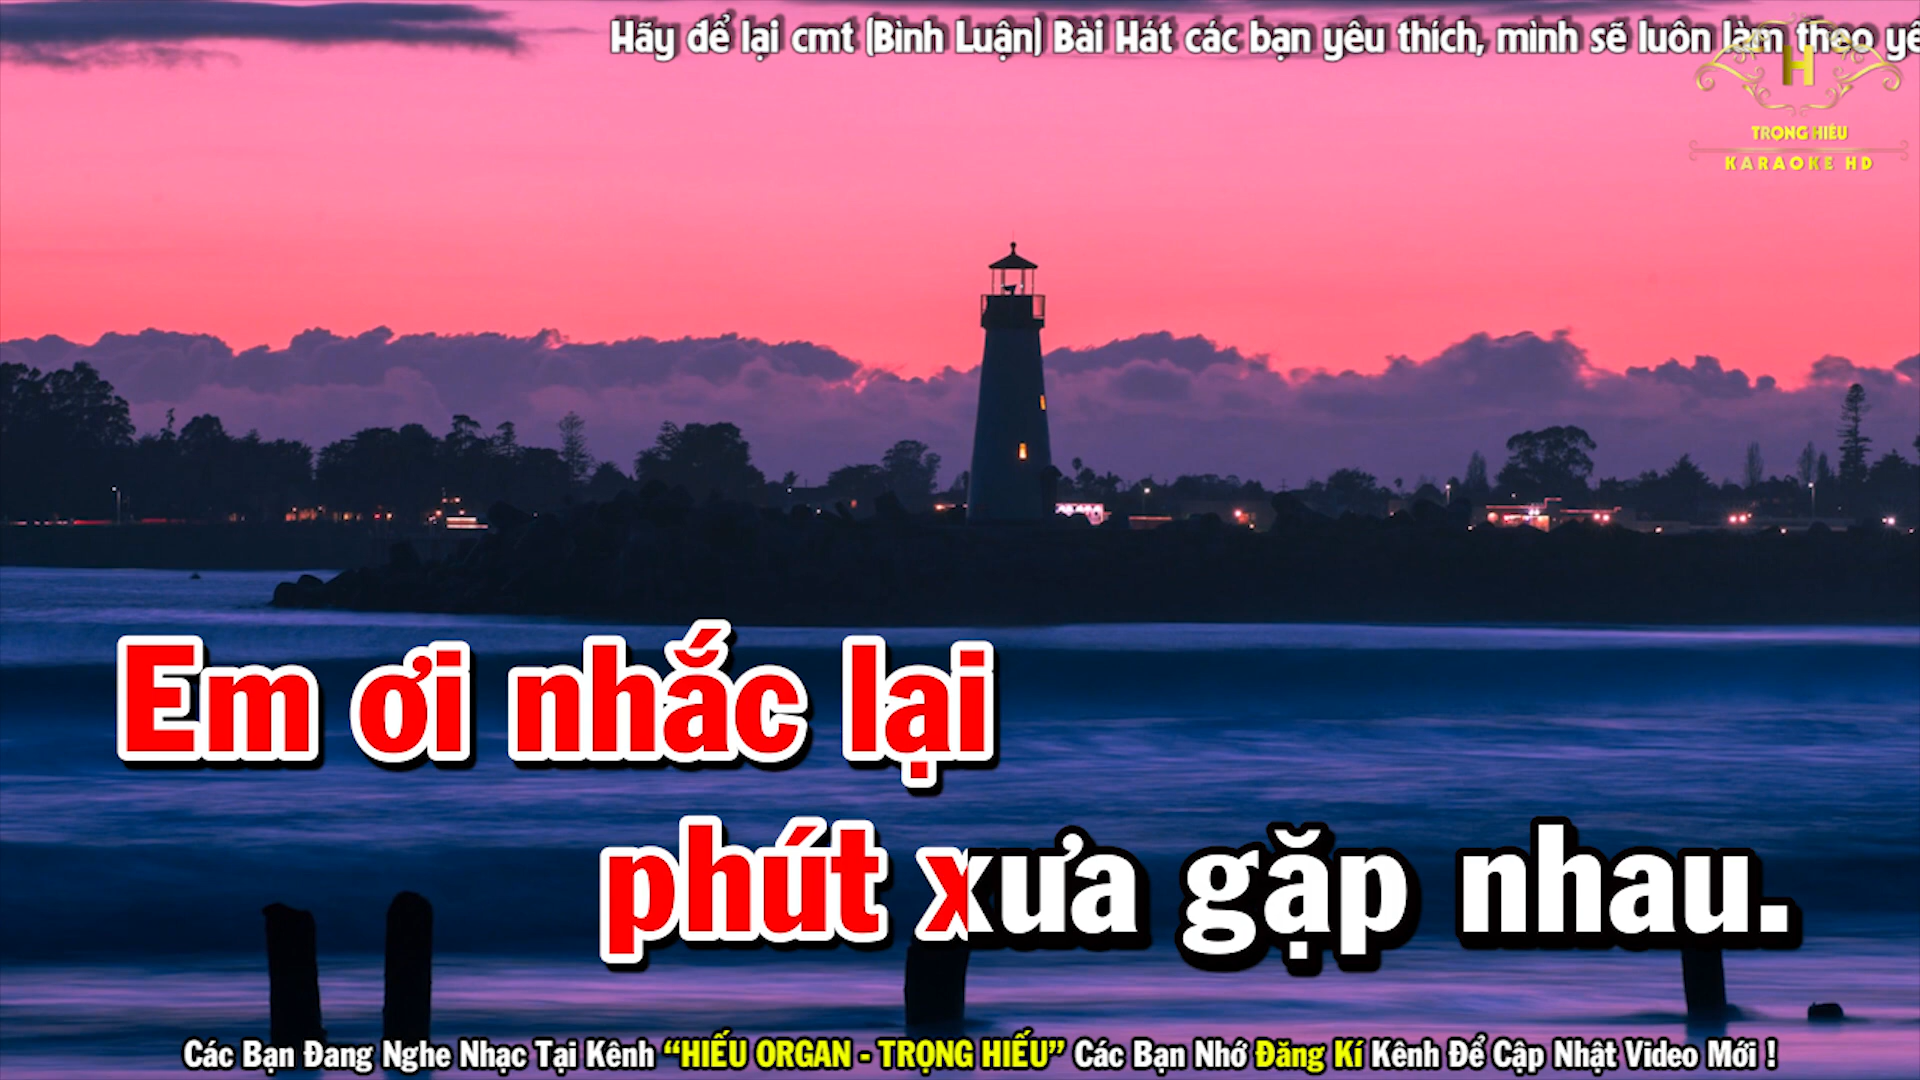 Hãy để lại cmt (Bình Luận) Bài Hát các bạn yêu thích, mình sẽ luôn làm theo yê
H
TRỌNG HIẾU
KARAOKE HD
Em ơi nhắc lại
phút xưa gặp nhau.
Các Bạn Đang Nghe Nhạc Tại Kênh “HIẾU ORGAN - TRỌNG HIẾU” Các Bạn Nhớ Đăng Kí Kênh Để Cập Nhật Video Mới !